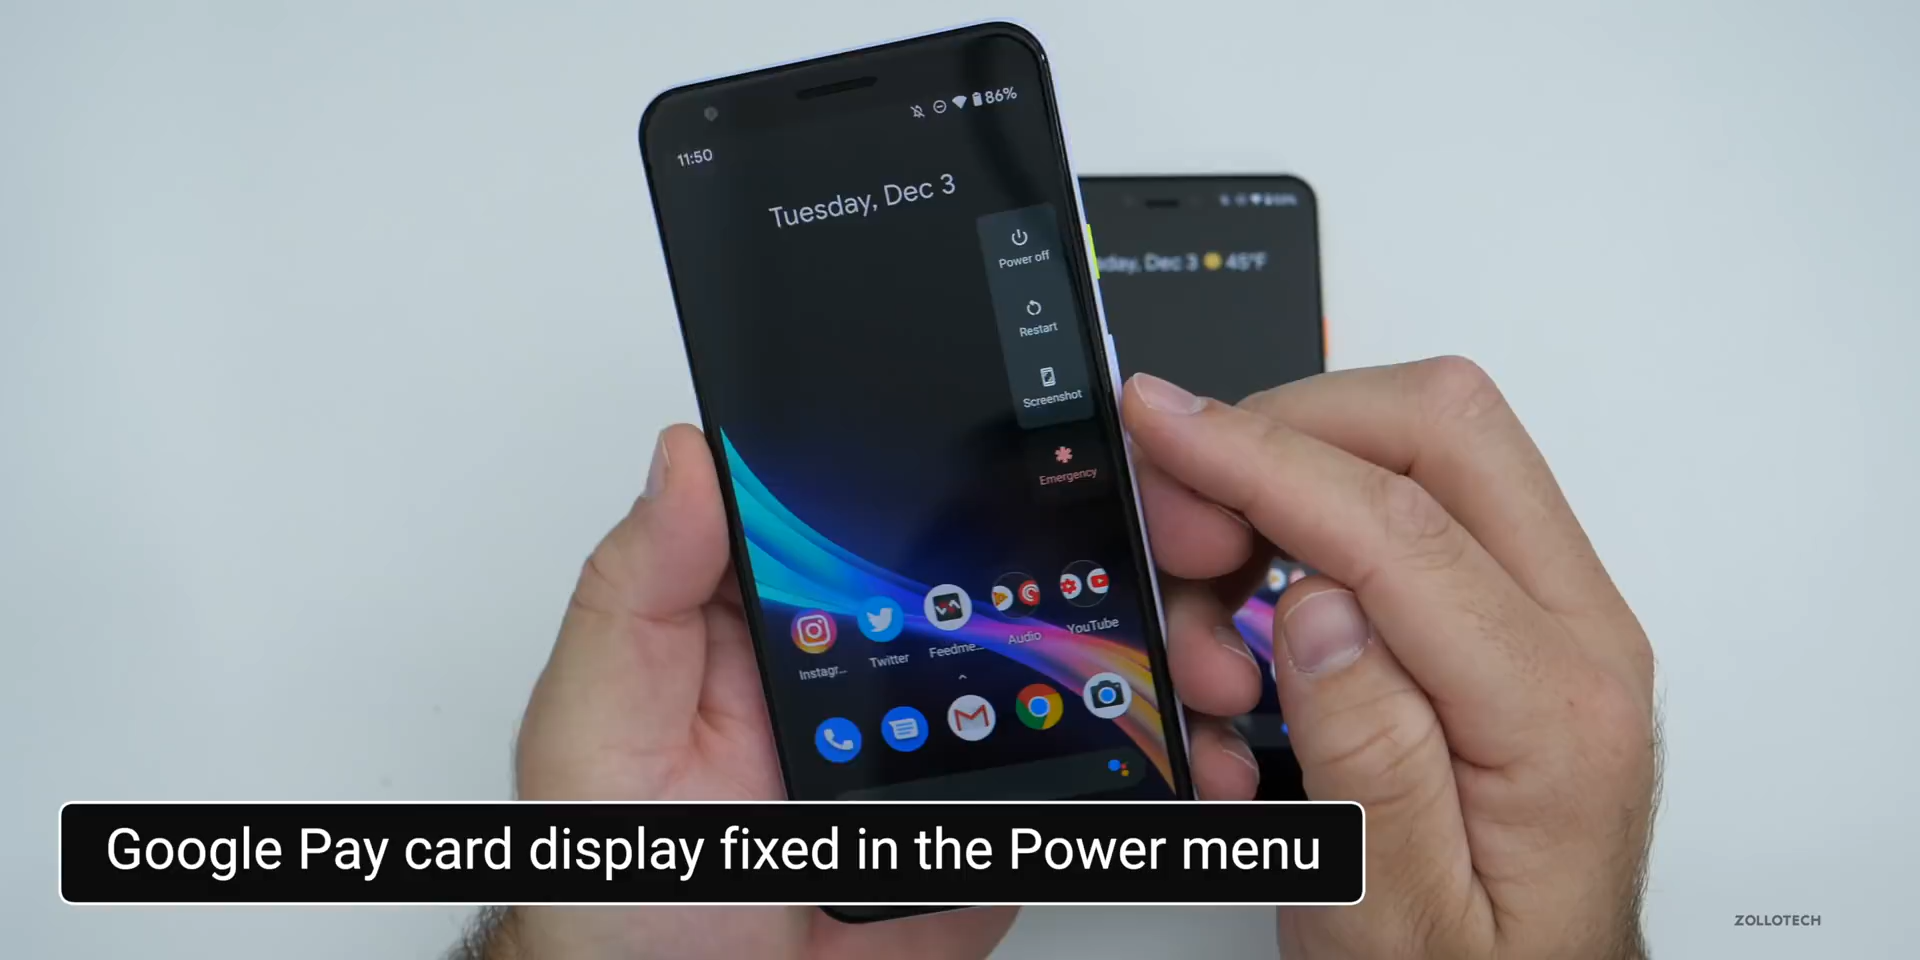 86%
11:50
Tuesday, Dec 3
Power off
day, Dec 3 45°F
Restart
Screenshot
Emergency
Instagr...
Twitter
Feedme...
Audio
YouTube
Google Pay card display fixed in the Power menu
ZOLLOTECH